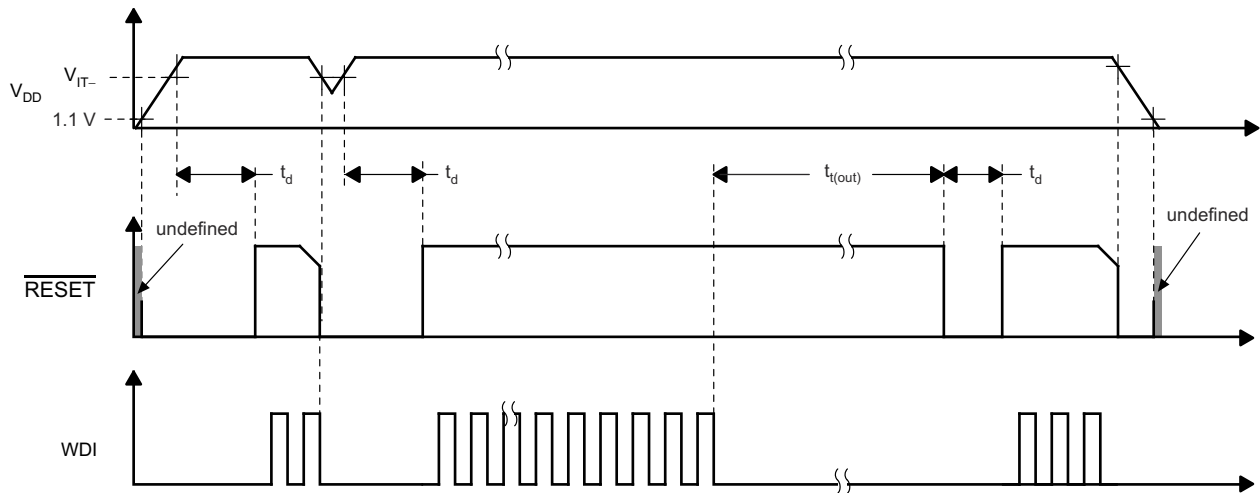 V_IT–
V_DD
1.1 V
t_d
t_d
t_t(out)
t_d
undefined
undefined
RESET
WDI